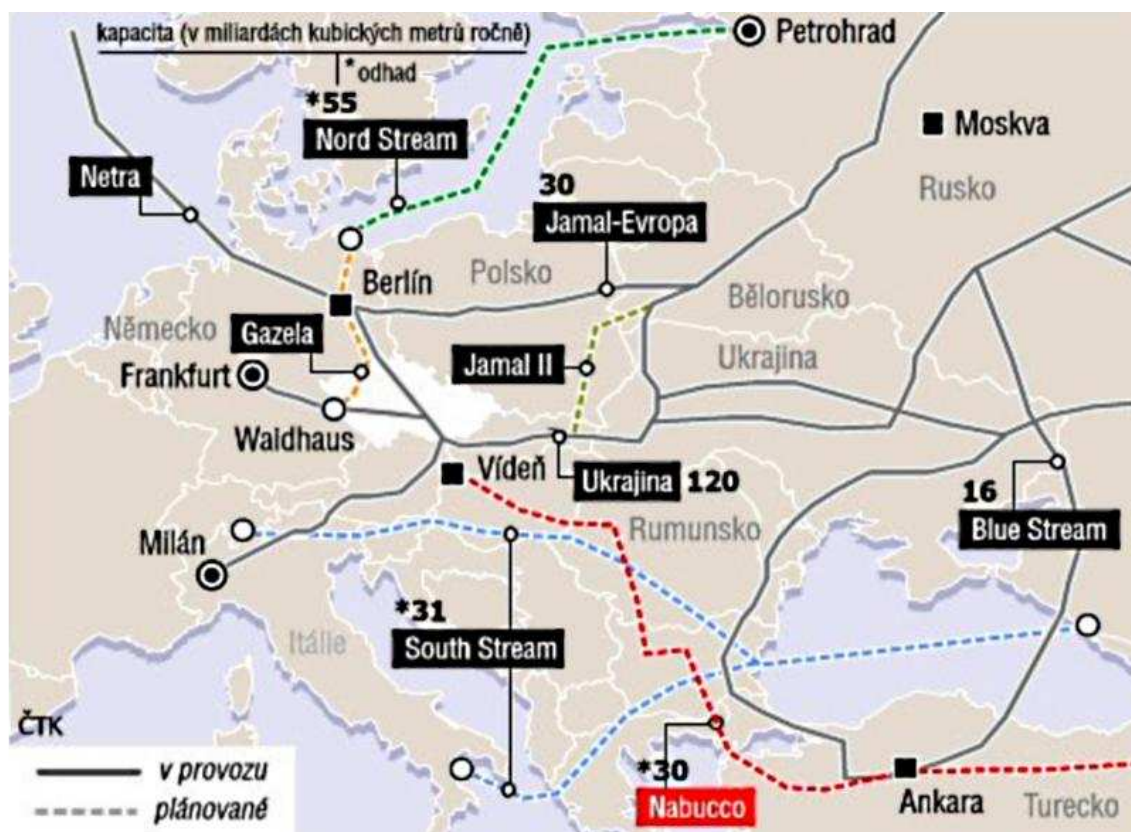 kapacita (v miliardách kubických metrů ročně)
*odhad
Petrohrad
*55
Nord Stream
Moskva
Netra
30
Jamal-Evropa
Rusko
Polsko
Berlín
Bělorusko
Německo
Gazela
Ukrajina
Jamal II
Frankfurt
Waidhaus
Vídeň
Ukrajina 120
16
Blue Stream
Rumunsko
Milán
*31
South Stream
Itálie
ČTK
v provozu
plánované
*30
Nabucco
Ankara
Turecko